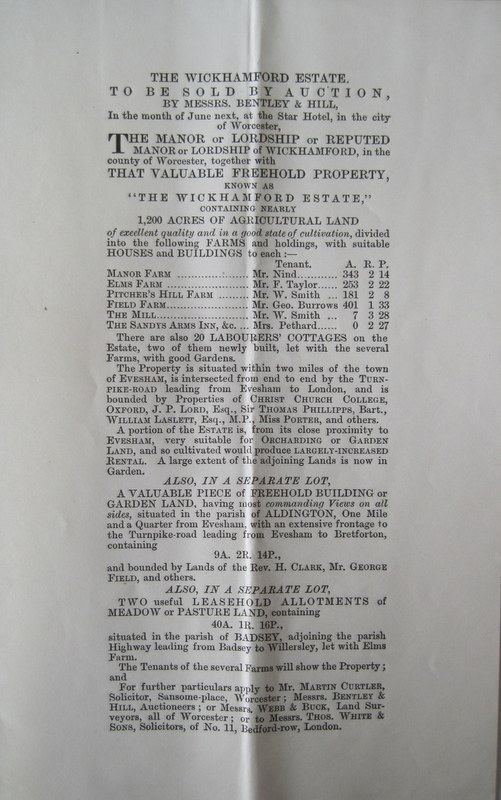 THE WICKHAMFORD ESTATE.
TO BE SOLD BY AUCTION,
BY MESSRS. BENTLEY & HILL,
In the month of June next, at the Star Hotel, in the city
of Worcester,
THE MANOR or LORDSHIP or REPUTED
MANOR or LORDSHIP of WICKHAMFORD, in the
county of Worcester, together with
THAT VALUABLE FREEHOLD PROPERTY,
KNOWN AS
"THE WICKHAMFORD ESTATE,"
CONTAINING NEARLY
1,200 ACRES OF AGRICULTURAL LAND
of excellent quality and in a good state of cultivation, divided
into the following FARMS and holdings, with suitable
HOUSES and BUILDINGS to each :—
Tenant. A. R. P.
MANOR FARM .................. Mr. Nind............ 343 2 14
ELMS FARM .................... Mr. F. Taylor...... 253 2 22
PITCHER'S HILL FARM ......... Mr. W. Smith ... 181 2 8
FIELD FARM..................... Mr. Geo. Burrows 401 1 33
THE MILL........................ Mr. W. Smith ... 7 3 28
THE SANDYS ARMS INN, &c. ... Mrs. Pethard...... 0 2 27
There are also 20 LABOURERS' COTTAGES on the
Estate, two of them newly built, let with the several
Farms, with good Gardens.
The Property is situated within two miles of the town
of EVESHAM, is intersected from end to end by the TURN-
PIKE-ROAD leading from Evesham to London, and is
bounded by Properties of CHRIST CHURCH COLLEGE,
OXFORD, J. P. LORD, Esq., Sir THOMAS PHILLIPPS, Bart.,
WILLIAM LASLETT, Esq., M.P., Miss PORTER, and others.
A portion of the ESTATE is, from its close proximity to
EVESHAM, very suitable for ORCHARDING or GARDEN
LAND, and so cultivated would produce LARGELY-INCREASED
RENTAL. A large extent of the adjoining Lands is now in
Garden.
ALSO, IN A SEPARATE LOT,
A VALUABLE PIECE of FREEHOLD BUILDING or
GARDEN LAND, having most commanding Views on all
sides, situated in the parish of ALDINGTON, One Mile
and a Quarter from Evesham, with an extensive frontage to
the Turnpike-road leading from Evesham to Bretforton,
containing
9A. 2R. 14P.,
and bounded by Lands of the Rev. H. CLARK, Mr. GEORGE
FIELD, and others.
ALSO, IN A SEPARATE LOT,
TWO useful LEASEHOLD ALLOTMENTS of
MEADOW or PASTURE LAND, containing
40A. 1R. 16P.,
situated in the parish of BADSEY, adjoining the parish
Highway leading from Badsey to Willersley, let with Elms
Farm.
The Tenants of the several Farms will show the Property ;
and
For further particulars apply to Mr. MARTIN CURTLER,
Solicitor, Sansome-place, Worcester ; Messrs. BENTLEY &
HILL, Auctioneers ; or Messrs. WEBB & BUCK, Land Sur-
veyors, all of Worcester ; or to Messrs. THOS. WHITE &
SONS, Solicitors, of No. 11, Bedford-row, London.